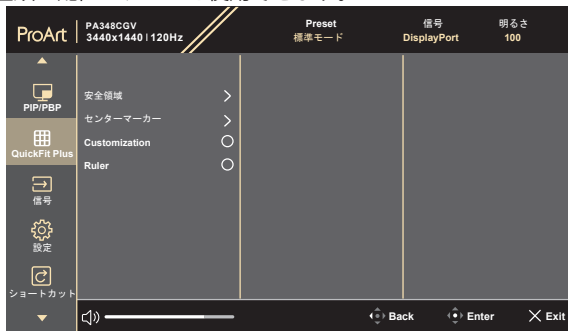 ProArt
PA348CGV
3440x1440 | 120Hz
Preset
標準モード
信号
DisplayPort
明るさ
100
PIP/PBP
QuickFit Plus
信号
設定
ショートカット
安全領域
センターマーカー
Customization
Ruler
Back
Enter
Exit